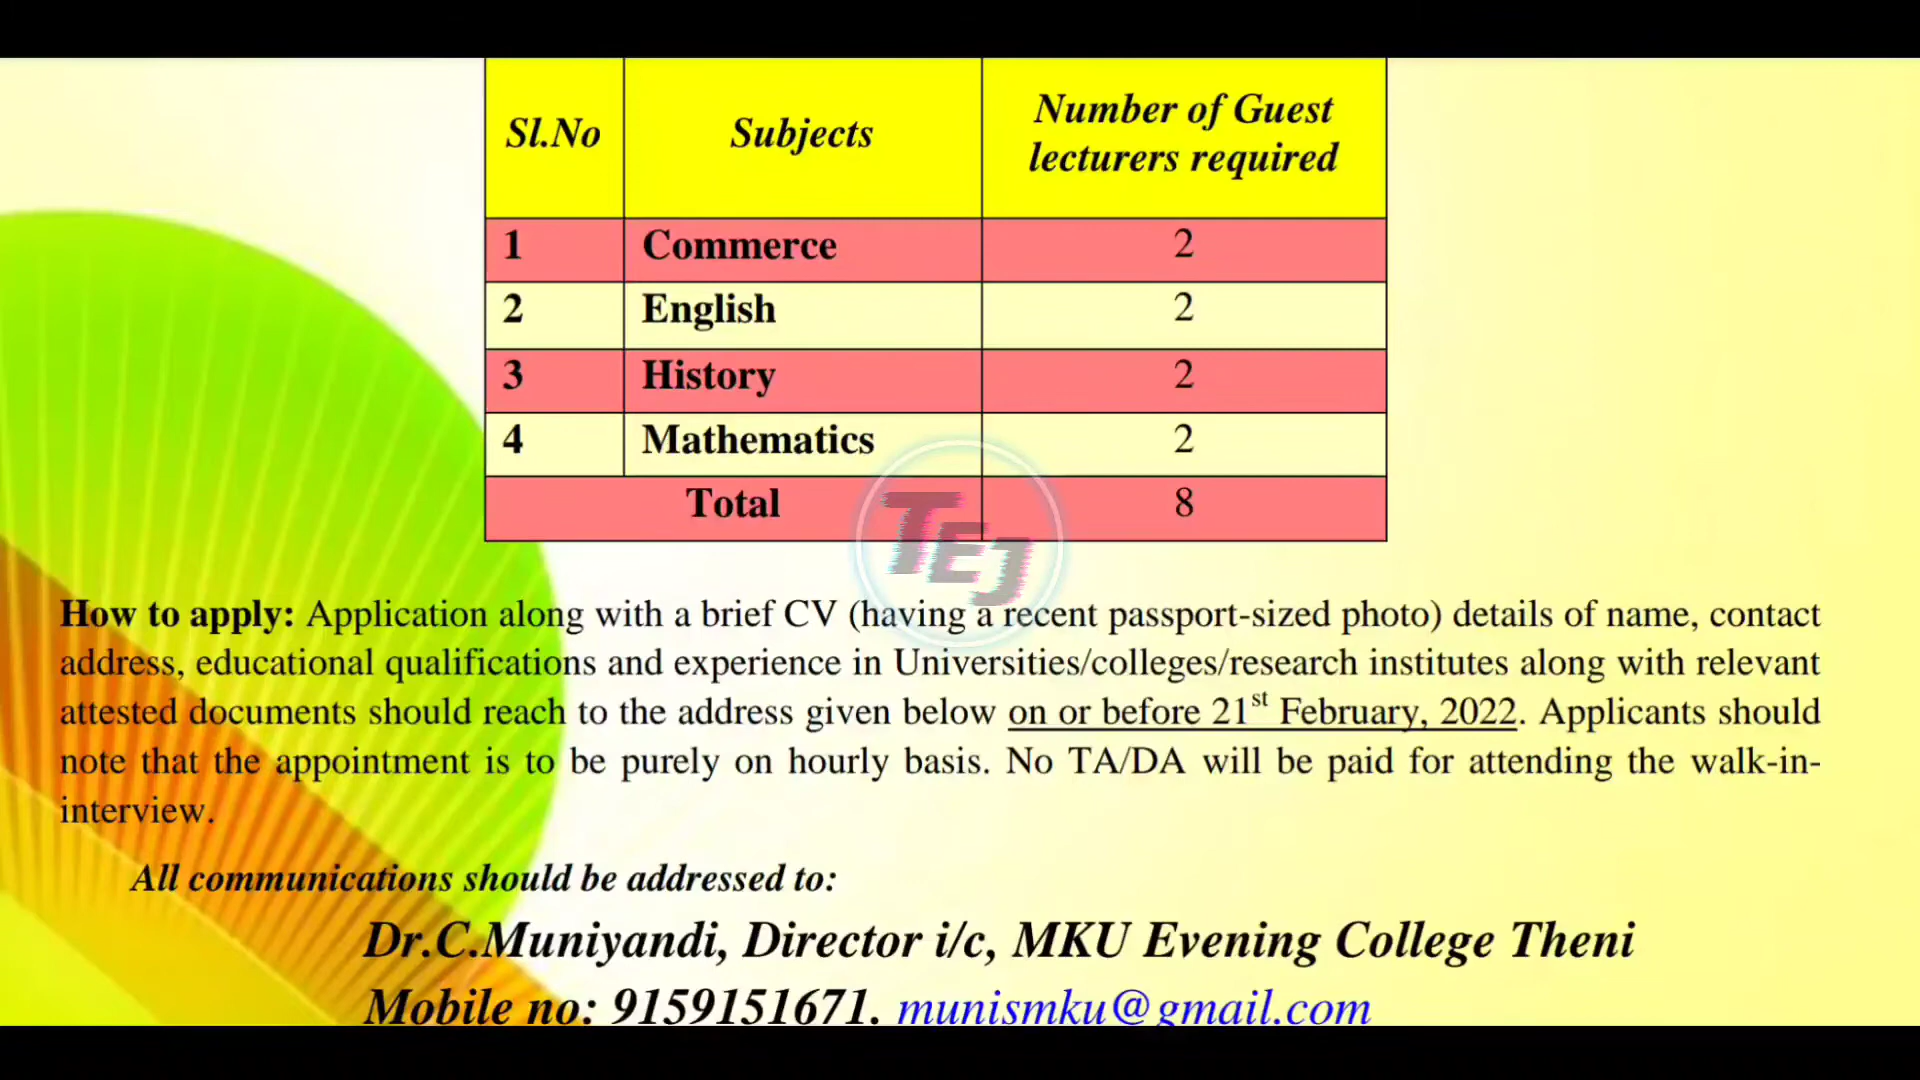 Sl.No Subjects Number of Guest
lecturers required
1 Commerce 2
2 English 2
3 History 2
4 Mathematics 2
Total 8
TEJ
How to apply: Application along with a brief CV (having a recent passport-sized photo) details of name, contact
address, educational qualifications and experience in Universities/colleges/research institutes along with relevant
attested documents should reach to the address given below on or before 21st February, 2022. Applicants should
note that the appointment is to be purely on hourly basis. No TA/DA will be paid for attending the walk-in-
interview.
All communications should be addressed to:
Dr.C.Muniyandi, Director i/c, MKU Evening College Theni
Mobile no: 9159151671. munismku@gmail.com